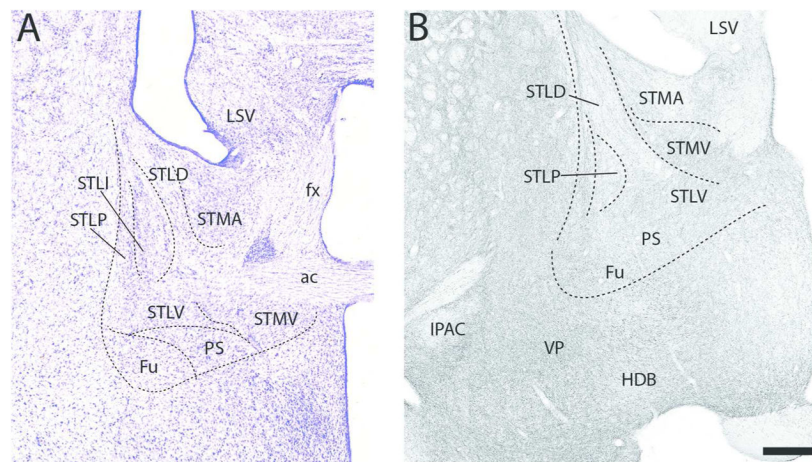 A
LSV
STLD
STLI
STLP
STMA
fx
ac
STLV
STMV
PS
Fu
B
LSV
STLD
STMA
STMV
STLP
STLV
PS
Fu
IPAC
VP
HDB